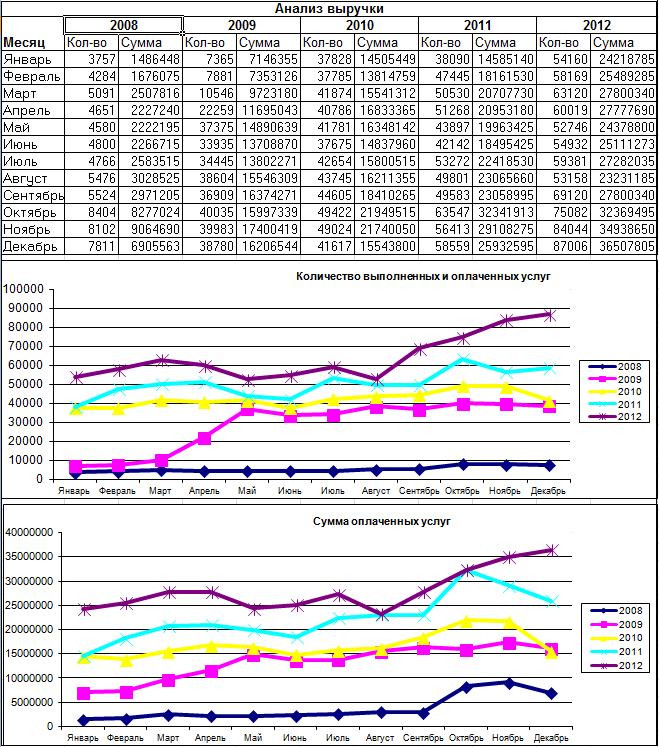 Анализ выручки
2008 2009 2010 2011 2012
Месяц Кол-во Сумма Кол-во Сумма Кол-во Сумма Кол-во Сумма Кол-во Сумма
Январь 3757 1486448 7365 7146355 37828 14505449 38090 14585140 54160 24218785
Февраль 4284 1676075 7881 7353126 37785 13814759 47445 18161530 58169 25489285
Март 5091 2507816 10546 9723180 41874 15541312 50530 20707730 63120 27800340
Апрель 4651 2227240 22259 11695043 40786 16833365 51268 20953180 60019 27777690
Май 4580 2222195 37375 14890639 41781 16348142 43897 19963425 52746 24378800
Июнь 4800 2266715 33935 13708870 37675 14837960 42142 18495425 54932 25111273
Июль 4766 2583515 34445 13802271 42654 15800515 53272 22418530 59381 27282035
Август 5476 3028525 38604 15546309 43745 16211355 49801 23065660 53158 23231185
Сентябрь 5524 2971205 36909 16374271 44605 18410265 49583 23058995 69120 27800340
Октябрь 8404 8277024 40035 15997339 49422 21949515 63547 32341913 75082 32369495
Ноябрь 8102 9064690 39983 17400419 49024 21740050 56413 29108275 84044 34938650
Декабрь 7811 6905563 38780 16206544 41617 15543800 58559 25932595 87006 36507805
Количество выполненных и оплаченных услуг
100000
90000
80000
70000
60000
50000
40000
30000
20000
10000
0
Январь Февраль Март Апрель Май Июнь Июль Август Сентябрь Октябрь Ноябрь Декабрь
2008
2009
2010
2011
2012
Сумма оплаченных услуг
40000000
35000000
30000000
25000000
20000000
15000000
10000000
5000000
0
Январь Февраль Март Апрель Май Июнь Июль Август Сентябрь Октябрь Ноябрь Декабрь
2008
2009
2010
2011
2012